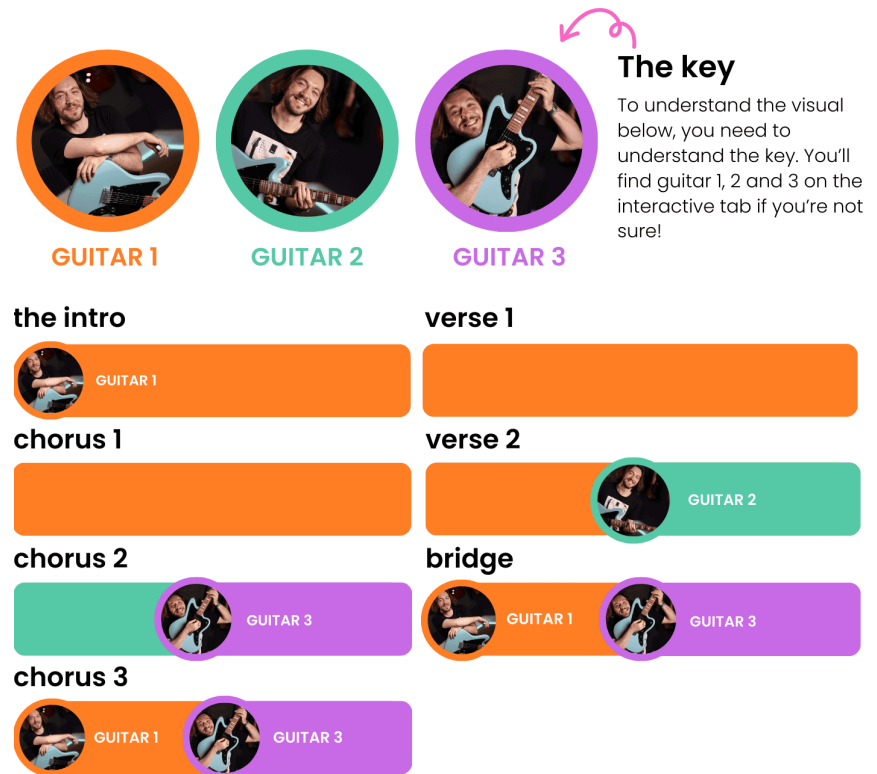 The key
To understand the visual
below, you need to
understand the key. You’ll
find guitar 1, 2 and 3 on the
interactive tab if you’re not
sure!
GUITAR 1
GUITAR 2
GUITAR 3
the intro
GUITAR 1
verse 1
chorus 1
verse 2
GUITAR 2
chorus 2
GUITAR 3
bridge
GUITAR 1
GUITAR 3
chorus 3
GUITAR 1
GUITAR 3